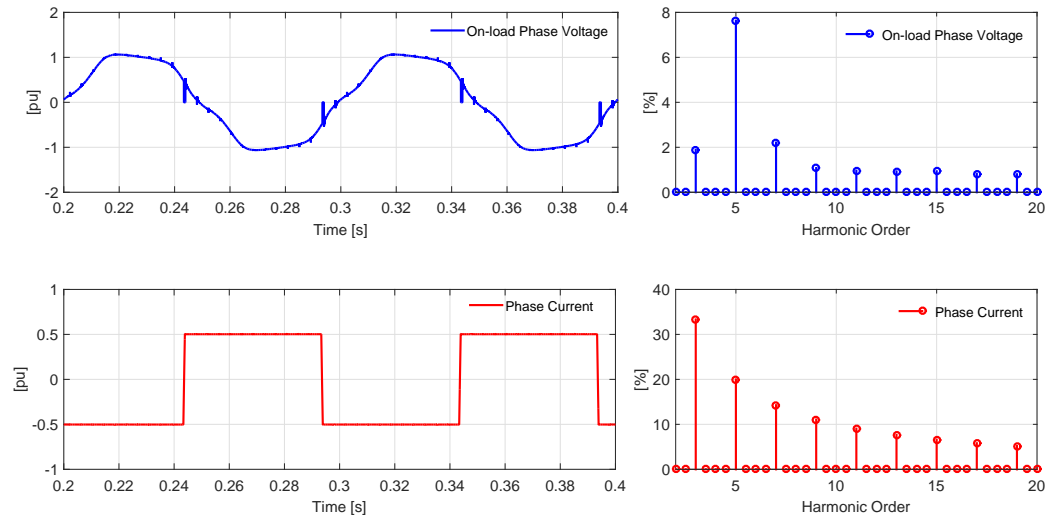 2
1
0
-1
-2
[pu]
On-load Phase Voltage
0.2 0.22 0.24 0.26 0.28 0.3 0.32 0.34 0.36 0.38 0.4
Time [s]
8
6
4
2
0
[%]
On-load Phase Voltage
5 10 15 20
Harmonic Order
1
0.5
0
-0.5
-1
[pu]
Phase Current
0.2 0.22 0.24 0.26 0.28 0.3 0.32 0.34 0.36 0.38 0.4
Time [s]
40
30
20
10
0
[%]
Phase Current
5 10 15 20
Harmonic Order